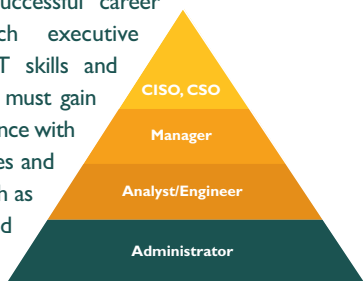 successful career
executive
skills and
must gain
with
and
as
CISO, CSO
Manager
Analyst/Engineer
Administrator